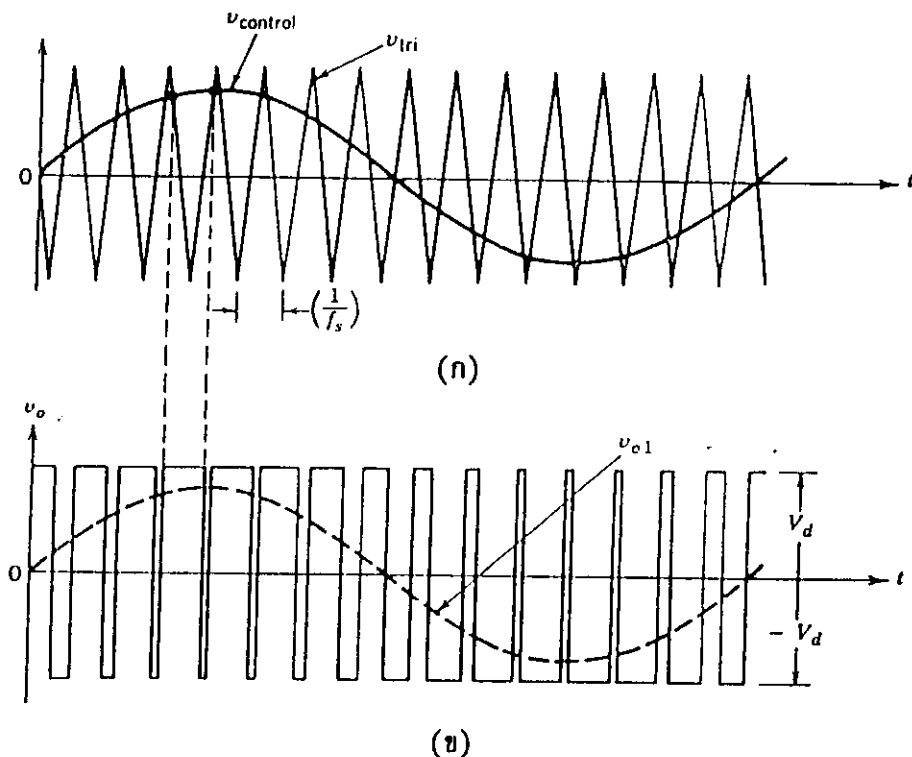 v_control
v_tri
0
t
(1/f_s)
(ก)
v_o
v_o1
V_d
0
t
- V_d
(ข)